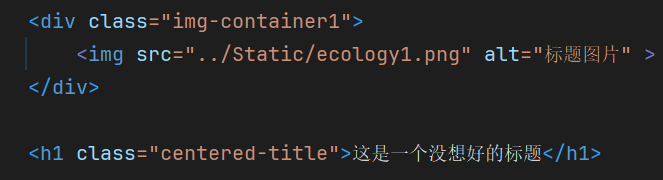 <div class="img-container1">
<img src="../Static/ecology1.png" alt="标题图片" >
</div>
<h1 class="centered-title">这是一个没想好的标题</h1>